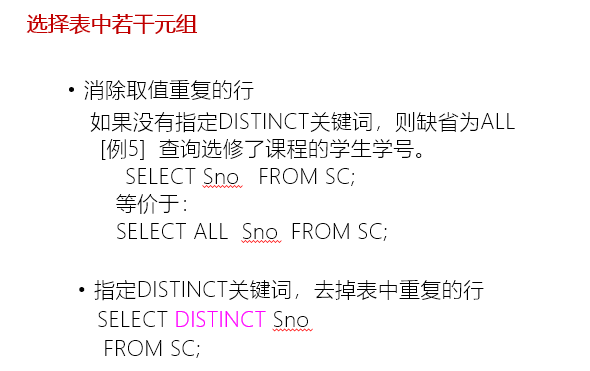 选择表中若干元组
• 消除取值重复的行
如果没有指定DISTINCT关键词，则缺省为ALL
[例5] 查询选修了课程的学生学号。
SELECT Sno FROM SC;
等价于：
SELECT ALL Sno FROM SC;
• 指定DISTINCT关键词，去掉表中重复的行
SELECT DISTINCT Sno
FROM SC;